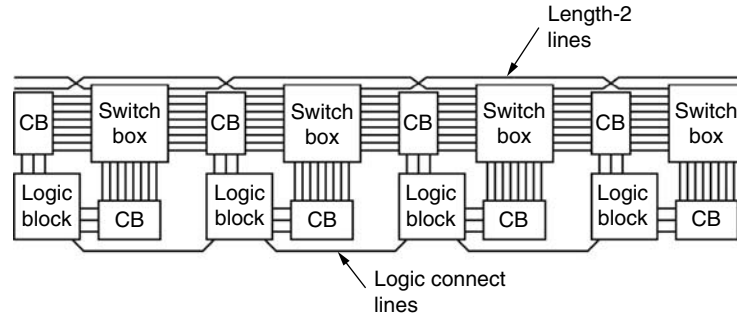 Length-2
lines
CB Switch box CB Switch box CB Switch box CB Switch box
Logic block CB Logic block CB Logic block CB Logic block CB
Logic connect
lines